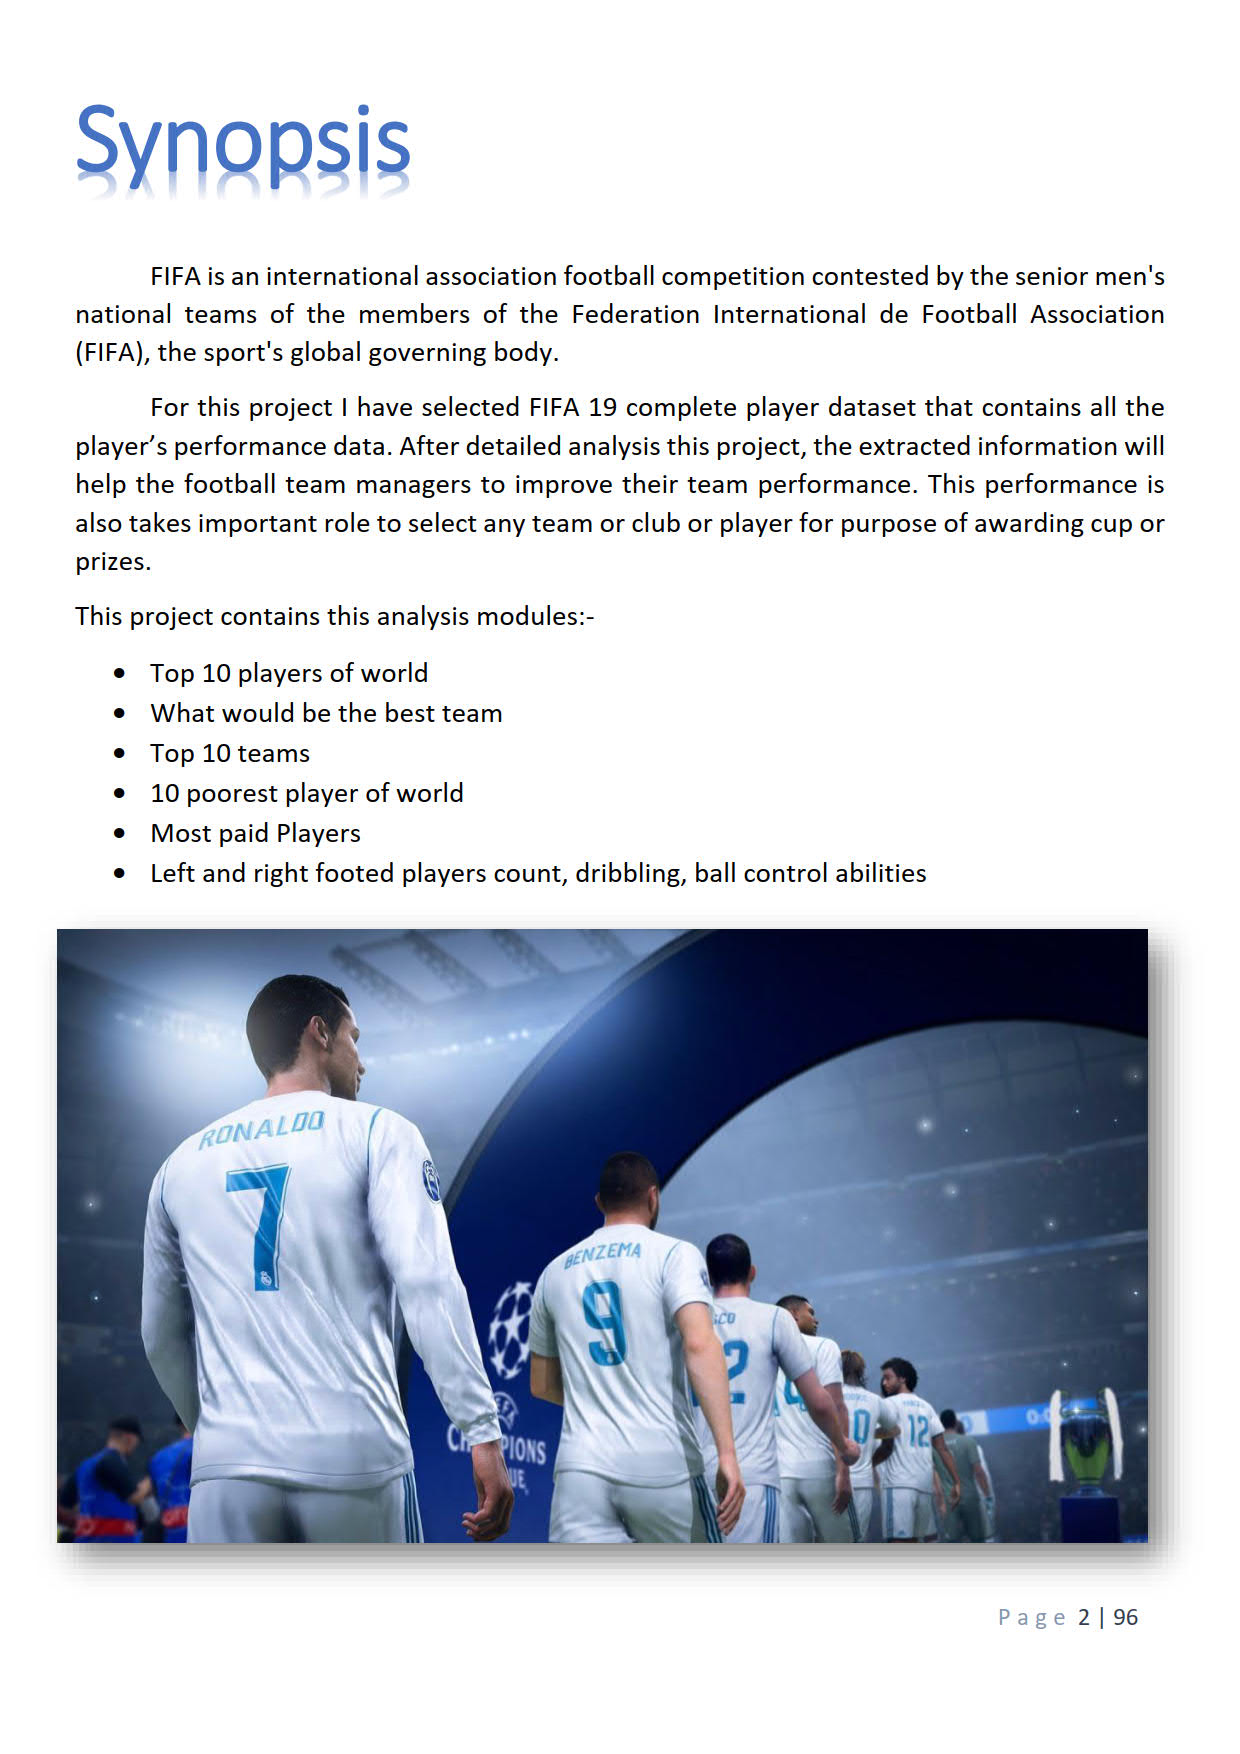 Synopsis
FIFA is an international association football competition contested by the senior men's
national teams of the members of the Federation International de Football Association
(FIFA), the sport's global governing body.
For this project I have selected FIFA 19 complete player dataset that contains all the
player’s performance data. After detailed analysis this project, the extracted information will
help the football team managers to improve their team performance. This performance is
also takes important role to select any team or club or player for purpose of awarding cup or
prizes.
This project contains this analysis modules:-
• Top 10 players of world
• What would be the best team
• Top 10 teams
• 10 poorest player of world
• Most paid Players
• Left and right footed players count, dribbling, ball control abilities
RONALDO
7
BENZEMA
9
SCO
2
0
12
PIONS
Page 2 | 96